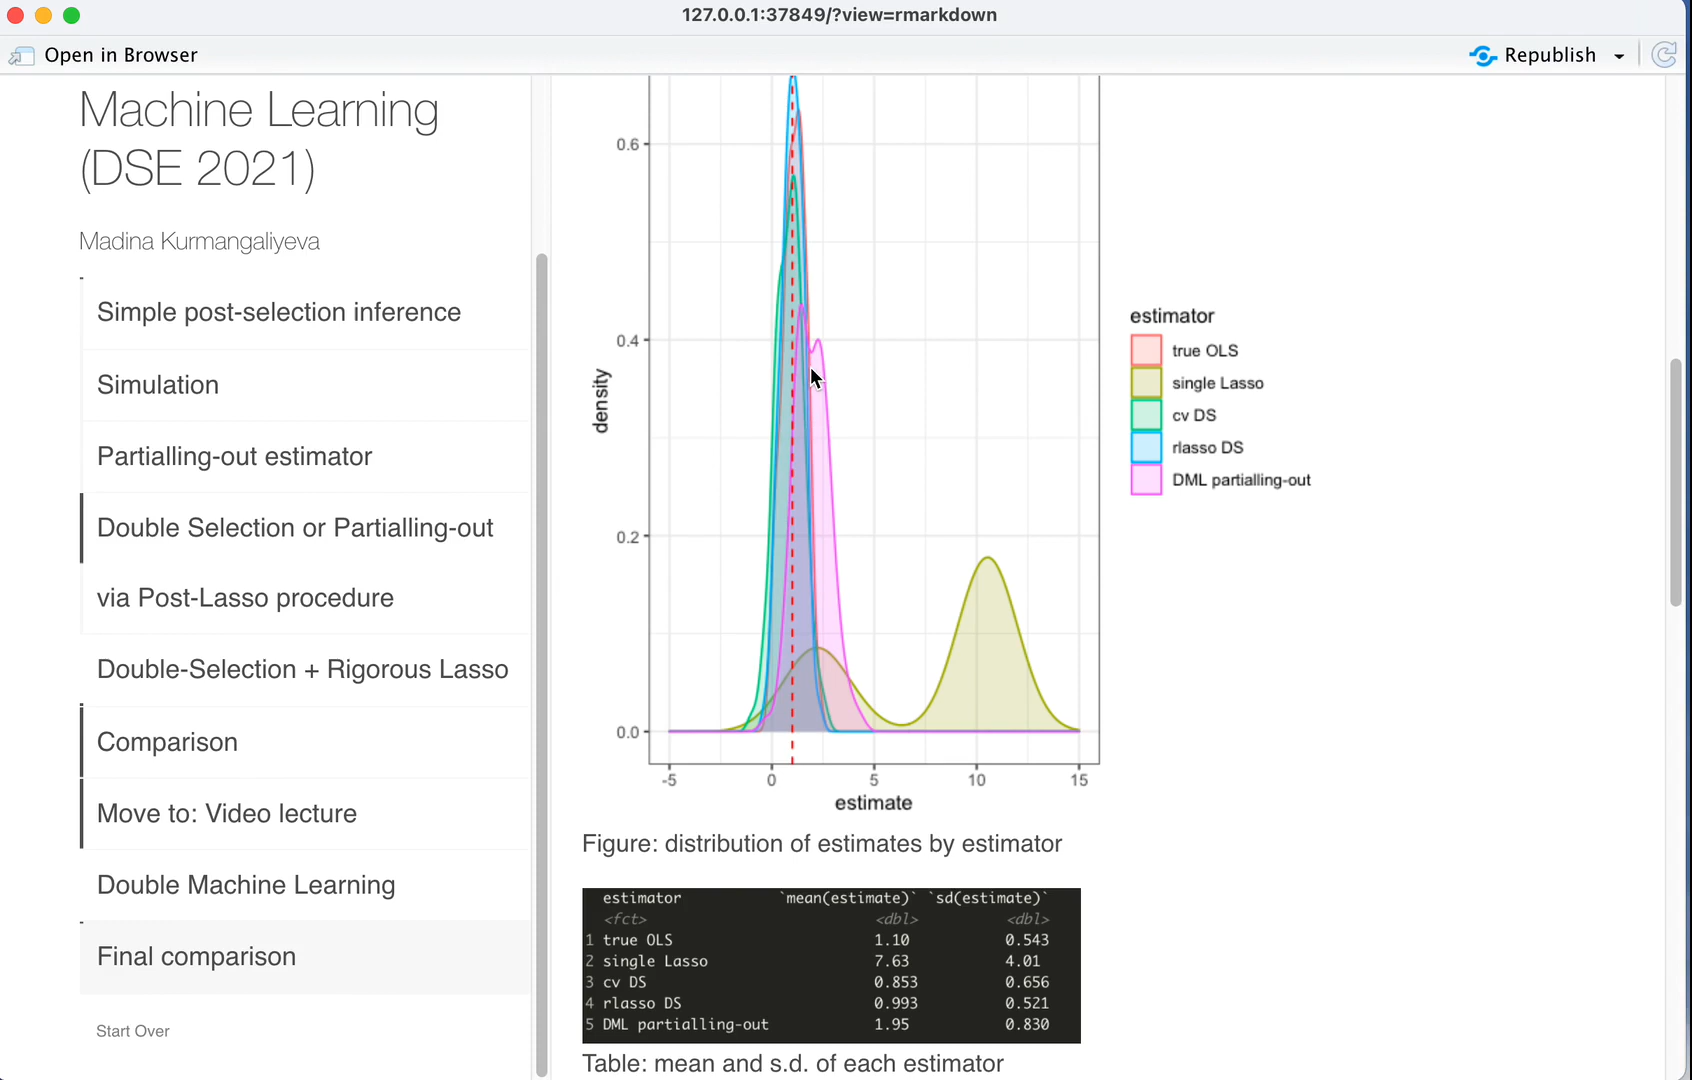 127.0.0.1:37849/?view=rmarkdown
Open in Browser
Republish
Machine Learning
(DSE 2021)
Madina Kurmangaliyeva
Simple post-selection inference
Simulation
Partialling-out estimator
Double Selection or Partialling-out
via Post-Lasso procedure
Double-Selection + Rigorous Lasso
Comparison
Move to: Video lecture
Double Machine Learning
Final comparison
Start Over
0.6
0.4
0.2
0.0
density
-5 0 5 10 15
estimate
estimator
true OLS
single Lasso
cv DS
rlasso DS
DML partialling-out
Figure: distribution of estimates by estimator
estimator `mean(estimate)` `sd(estimate)`
<fct> <dbl> <dbl>
1 true OLS 1.10 0.543
2 single Lasso 7.63 4.01
3 cv DS 0.853 0.656
4 rlasso DS 0.993 0.521
5 DML partialling-out 1.95 0.830
Table: mean and s.d. of each estimator